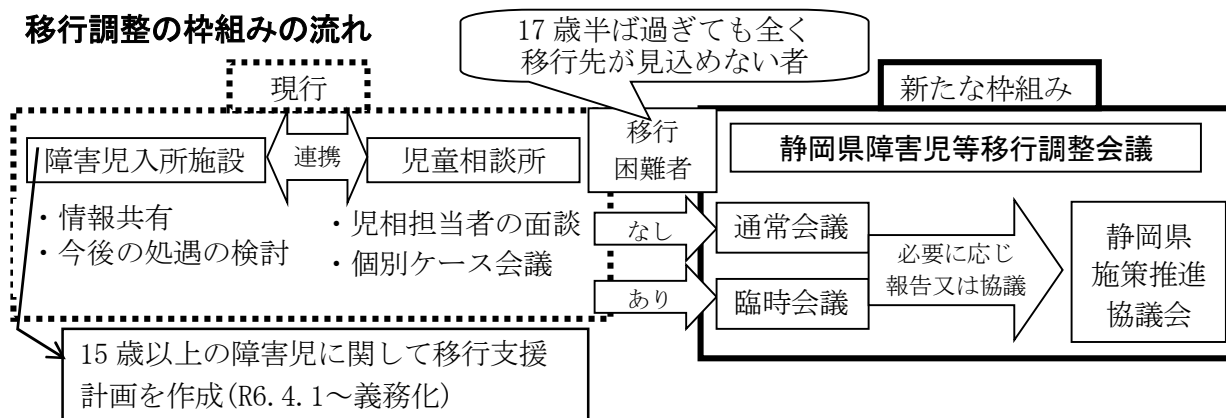 移行調整の枠組みの流れ
17 歳半ば過ぎても全く
移行先が見込めない者
現行
新たな枠組み
障害児入所施設
連携
児童相談所
移行
困難者
静岡県障害児等移行調整会議
・情報共有
・今後の処遇の検討
・児相担当者の面談
・個別ケース会議
なし
あり
通常会議
臨時会議
必要に応じ
報告又は協議
静岡県
施策推進
協議会
15 歳以上の障害児に関して移行支援
計画を作成(R6.4.1～義務化)